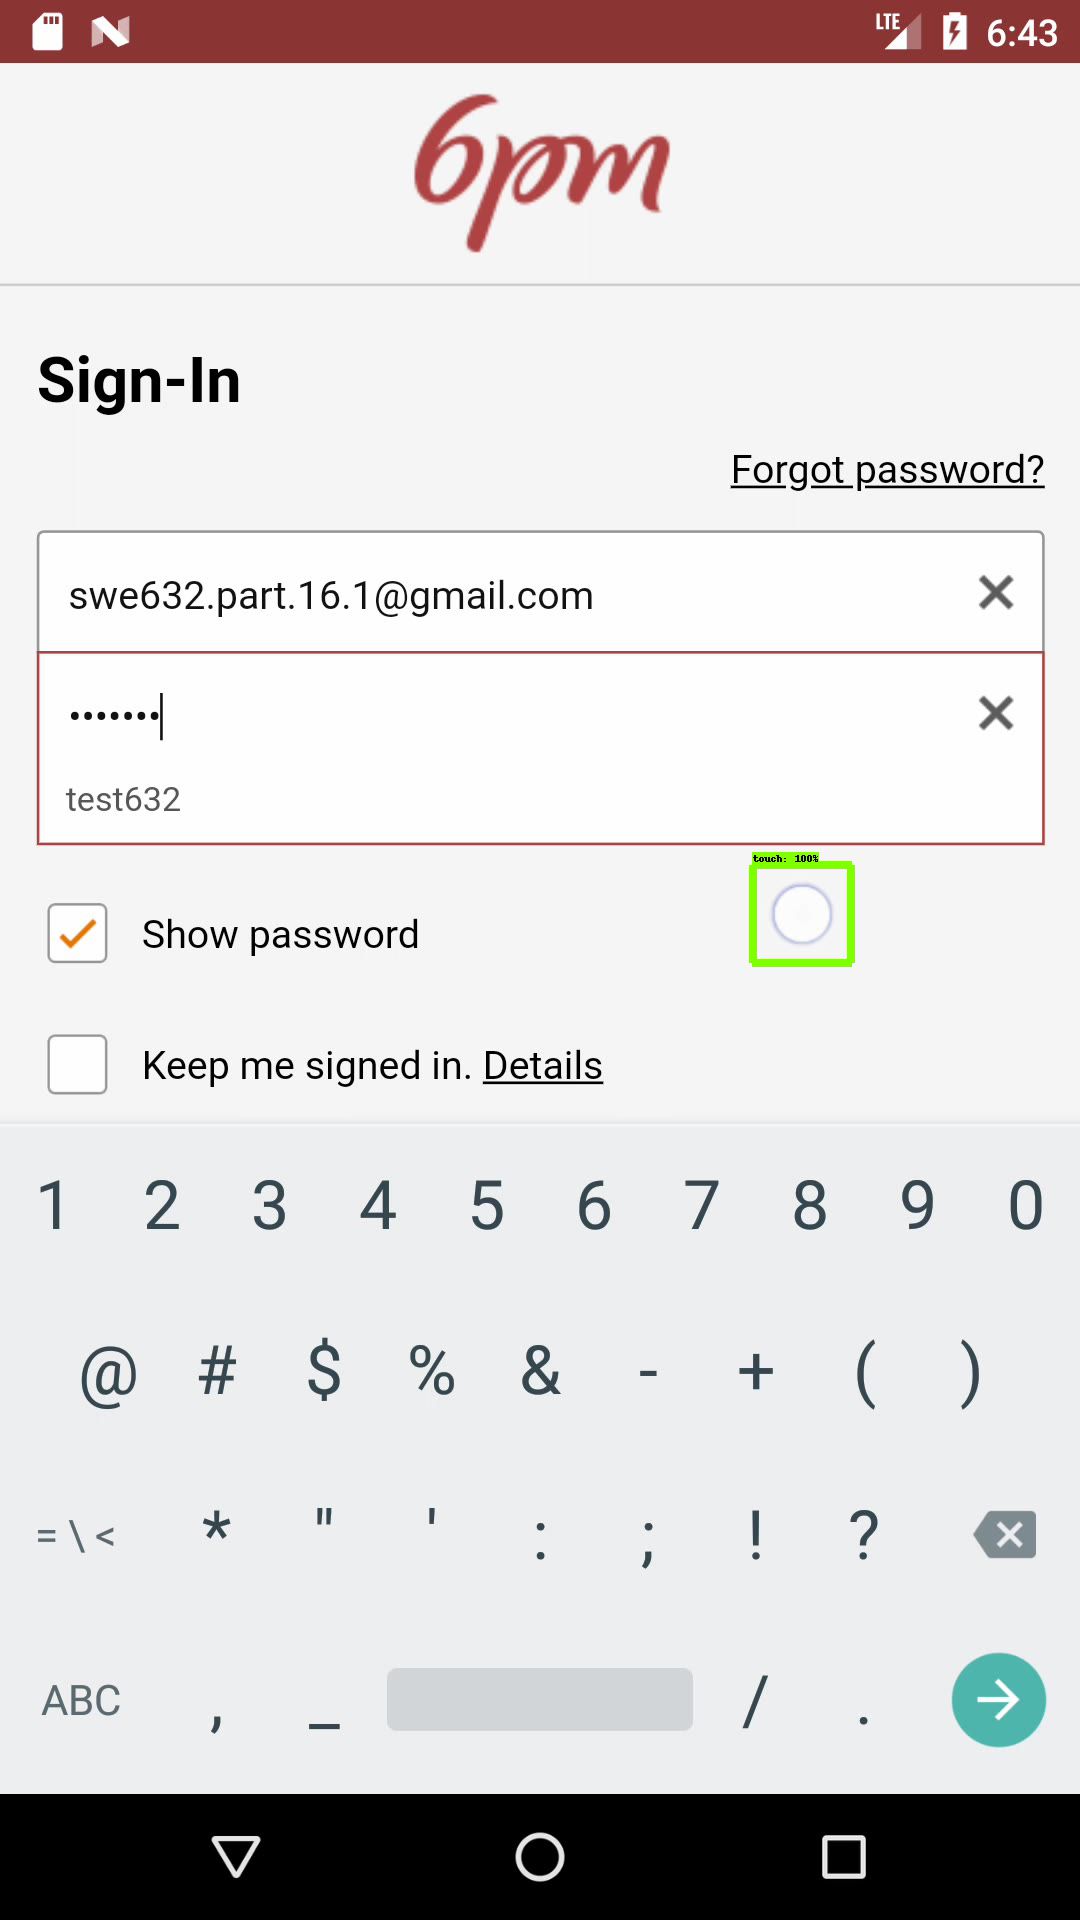 LTE 6:43
6pm
Sign-In
Forgot password?
swe632.part.16.1@gmail.com
•••••••
test632
touch: 100%
Show password
Keep me signed in. Details
1 2 3 4 5 6 7 8 9 0
@ # $ % & - + ( )
= \ < * " ' : ; ! ?
ABC , _ / .